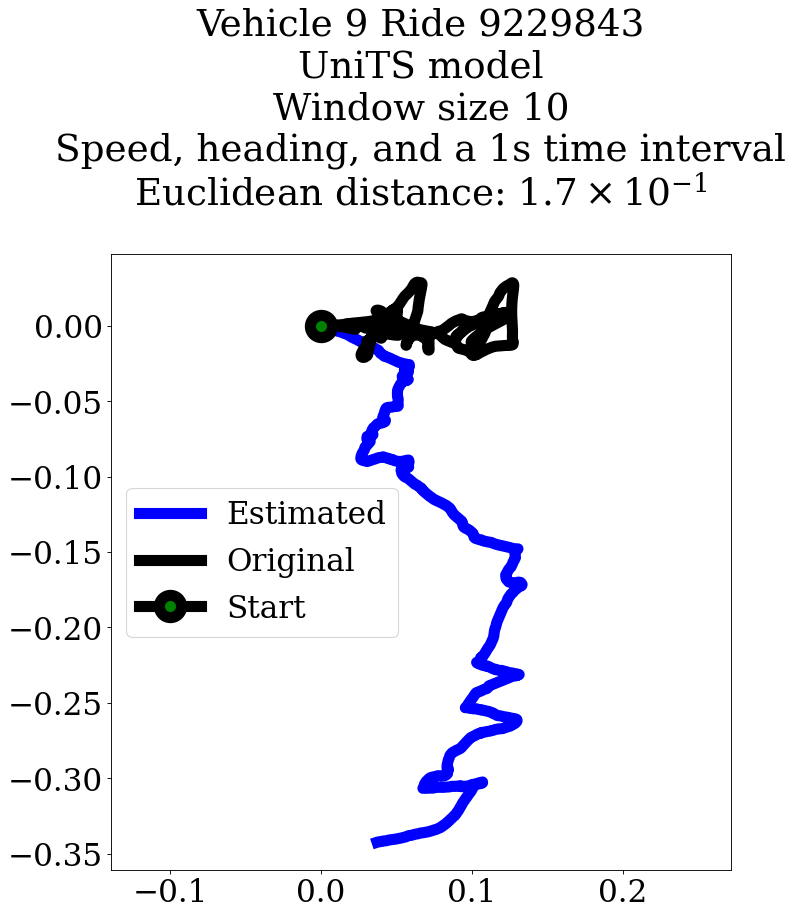 Vehicle 9 Ride 9229843
UniTS model
Window size 10
Speed, heading, and a 1s time interval
Euclidean distance: 1.7 × 10⁻¹
0.00
−0.05
−0.10
−0.15
−0.20
−0.25
−0.30
−0.35
Estimated
Original
Start
−0.1 0.0 0.1 0.2